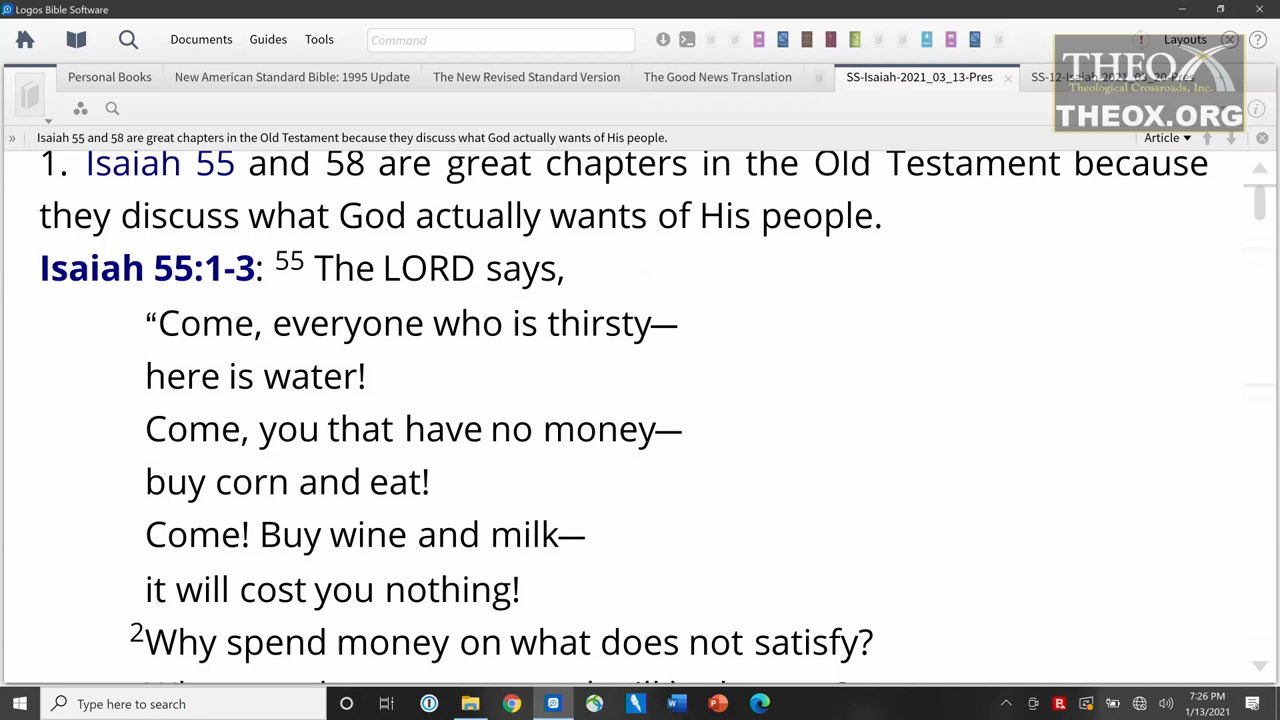 Logos Bible Software
Documents Guides Tools Command Layouts
Personal Books New American Standard Bible: 1995 Update The New Revised Standard Version The Good News Translation SS-Isaiah-2021_03_13-Pres SS-12-Isaiah-2021_03_20-Pres
THEOX
Theological Crossroads, Inc.
THEOX.ORG
Isaiah 55 and 58 are great chapters in the Old Testament because they discuss what God actually wants of His people. Article
1. Isaiah 55 and 58 are great chapters in the Old Testament because
they discuss what God actually wants of His people.
Isaiah 55:1-3: 55 The LORD says,
“Come, everyone who is thirsty—
here is water!
Come, you that have no money—
buy corn and eat!
Come! Buy wine and milk—
it will cost you nothing!
2Why spend money on what does not satisfy?
Type here to search
7:26 PM
1/13/2021